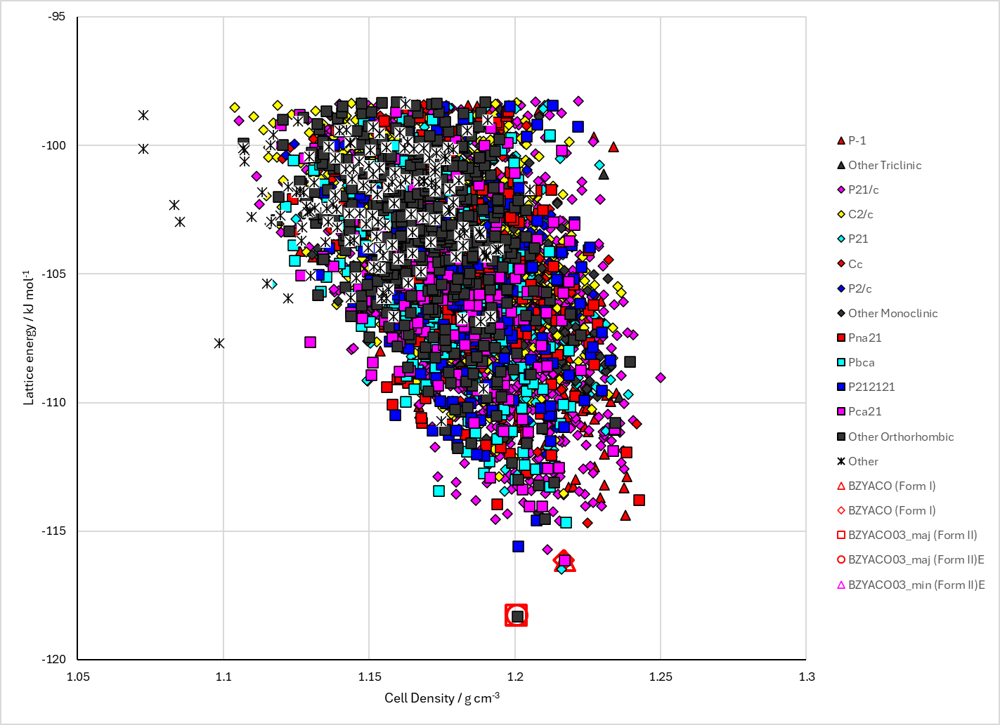 -95
-100
-105
-110
-115
-120
1.05
1.1
1.15
1.2
1.25
1.3
Lattice energy / kJ mol-1
Cell Density / g cm-3
P-1
Other Triclinic
P21/c
C2/c
P21
Cc
P2/c
Other Monoclinic
Pna21
Pbca
P212121
Pca21
Other Orthorhombic
Other
BZYACO (Form I)
BZYACO (Form I)
BZYACO03_maj (Form II)
BZYACO03_maj (Form II)E
BZYACO03_min (Form II)E